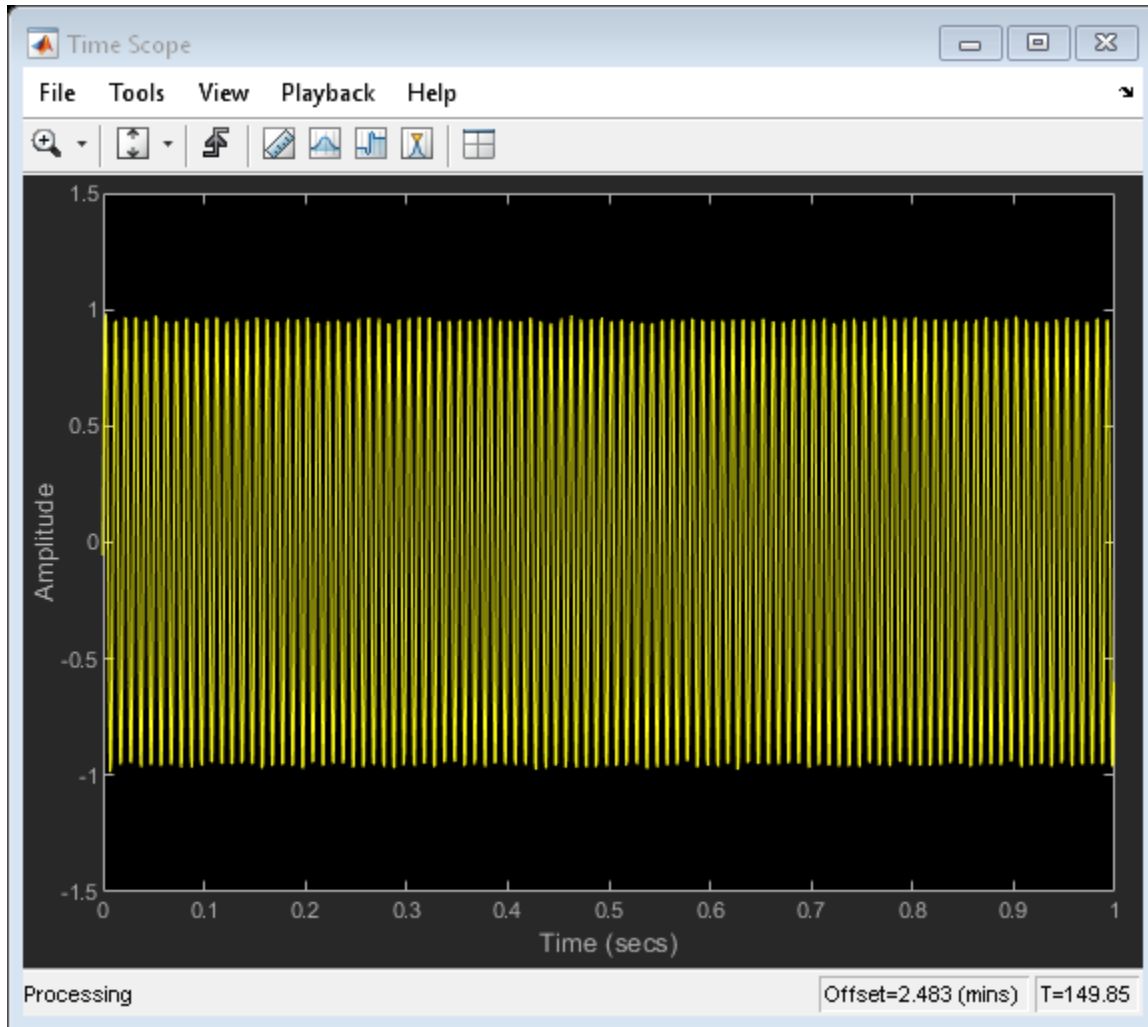 Time Scope
File Tools View Playback Help
1.5
1
0.5
0
-0.5
-1
-1.5
Amplitude
0 0.1 0.2 0.3 0.4 0.5 0.6 0.7 0.8 0.9 1
Time (secs)
Processing Offset=2.483 (mins) T=149.85